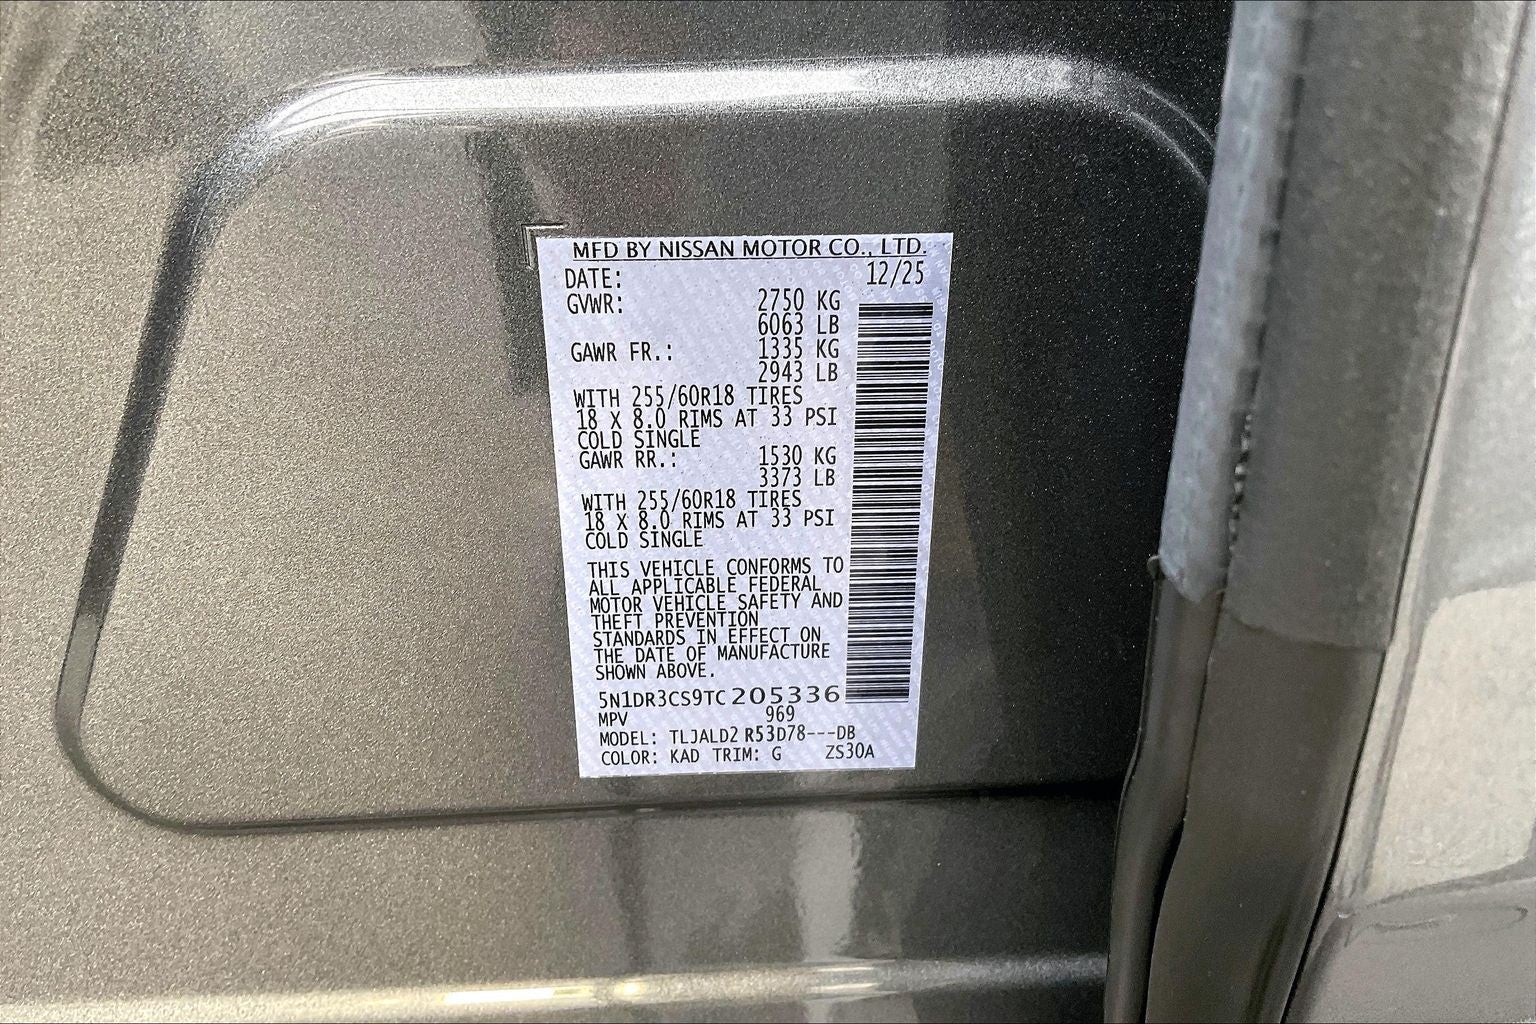 MFD BY NISSAN MOTOR CO., LTD.
DATE: 12/25
GVWR: 2750 KG
6063 LB
GAWR FR.: 1335 KG
2943 LB
WITH 255/60R18 TIRES
18 X 8.0 RIMS AT 33 PSI
COLD SINGLE
GAWR RR.: 1530 KG
3373 LB
WITH 255/60R18 TIRES
18 X 8.0 RIMS AT 33 PSI
COLD SINGLE
THIS VEHICLE CONFORMS TO
ALL APPLICABLE FEDERAL
MOTOR VEHICLE SAFETY AND
THEFT PREVENTION
STANDARDS IN EFFECT ON
THE DATE OF MANUFACTURE
SHOWN ABOVE.
5N1DR3CS9TC205336
MPV 969
MODEL: TLJALD2 R53D78---DB
COLOR: KAD TRIM: G ZS30A